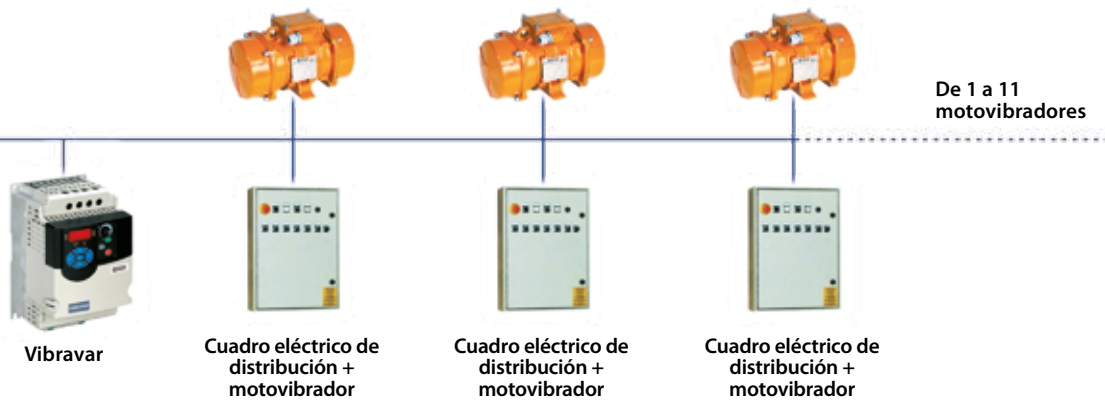 De 1 a 11
motovibradores
Vibravar
Cuadro eléctrico de
distribución +
motovibrador
Cuadro eléctrico de
distribución +
motovibrador
Cuadro eléctrico de
distribución +
motovibrador